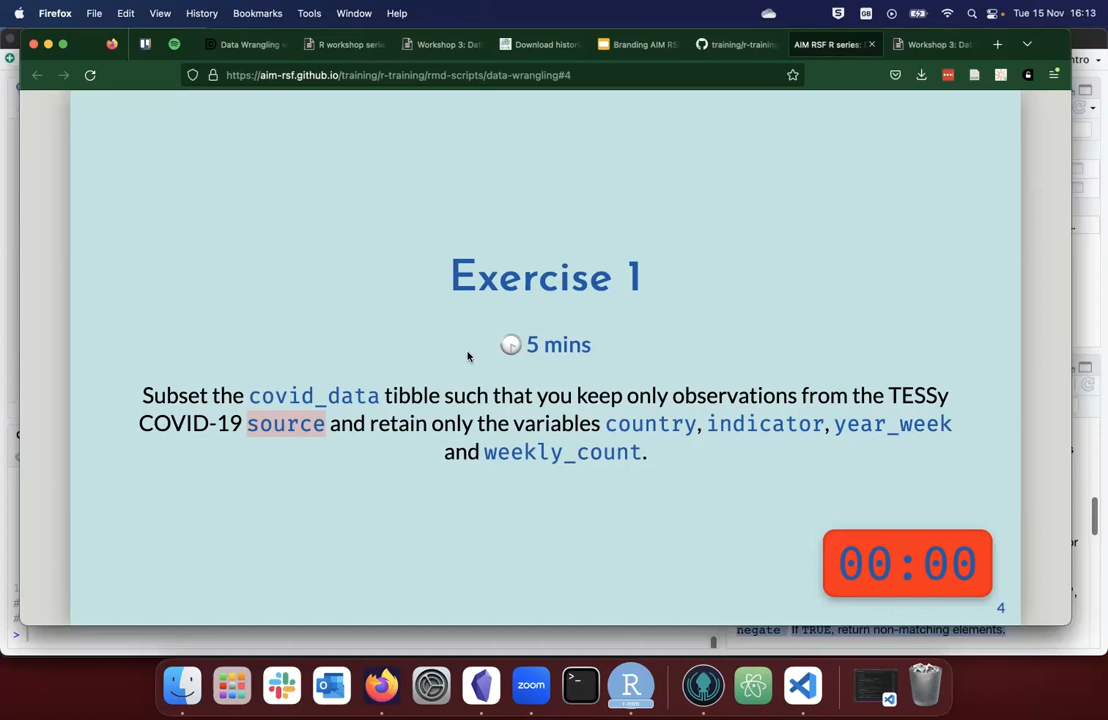 Firefox File Edit View History Bookmarks Tools Window Help Tue 15 Nov 16:13
Data Wrangling R workshop serie Workshop 3: Dat Download histori Branding AIM RSF training/r-training AIM RSF R series: Workshop 3: Dat
ntro
https://aim-rsf.github.io/training/r-training/rmd-scripts/data-wrangling#4
Exercise 1
5 mins
Subset the covid_data tibble such that you keep only observations from the TESSy
COVID-19 source and retain only the variables country, indicator, year_week
and weekly_count.
00:00
4
>
negate If TRUE, return non-matching elements.
zoom
R